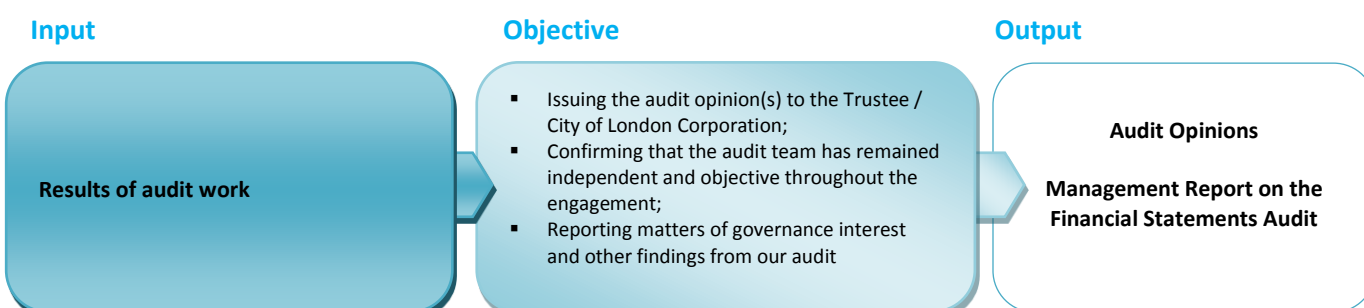 Input
Objective
Output
Results of audit work
▪ Issuing the audit opinion(s) to the Trustee /
City of London Corporation;
▪ Confirming that the audit team has remained
independent and objective throughout the
engagement;
▪ Reporting matters of governance interest
and other findings from our audit
Audit Opinions
Management Report on the
Financial Statements Audit